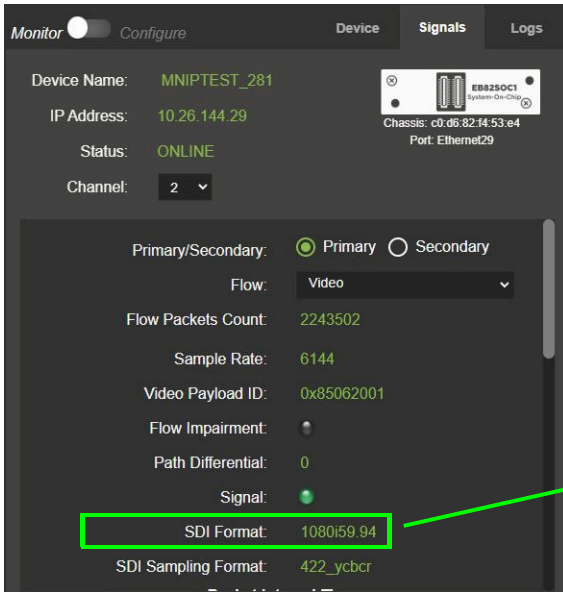 Monitor Configure Device Signals Logs
Device Name: MNIPTEST_281
EB82SOC1
System-On-Chip
IP Address: 10.26.144.29
Chassis: c0:d6:82:f4:53:e4
Port: Ethernet29
Status: ONLINE
Channel: 2
Primary/Secondary: Primary Secondary
Flow: Video
Flow Packets Count: 2243502
Sample Rate: 6144
Video Payload ID: 0x85062001
Flow Impairment:
Path Differential: 0
Signal:
SDI Format: 1080i59.94
SDI Sampling Format: 422_ycbcr